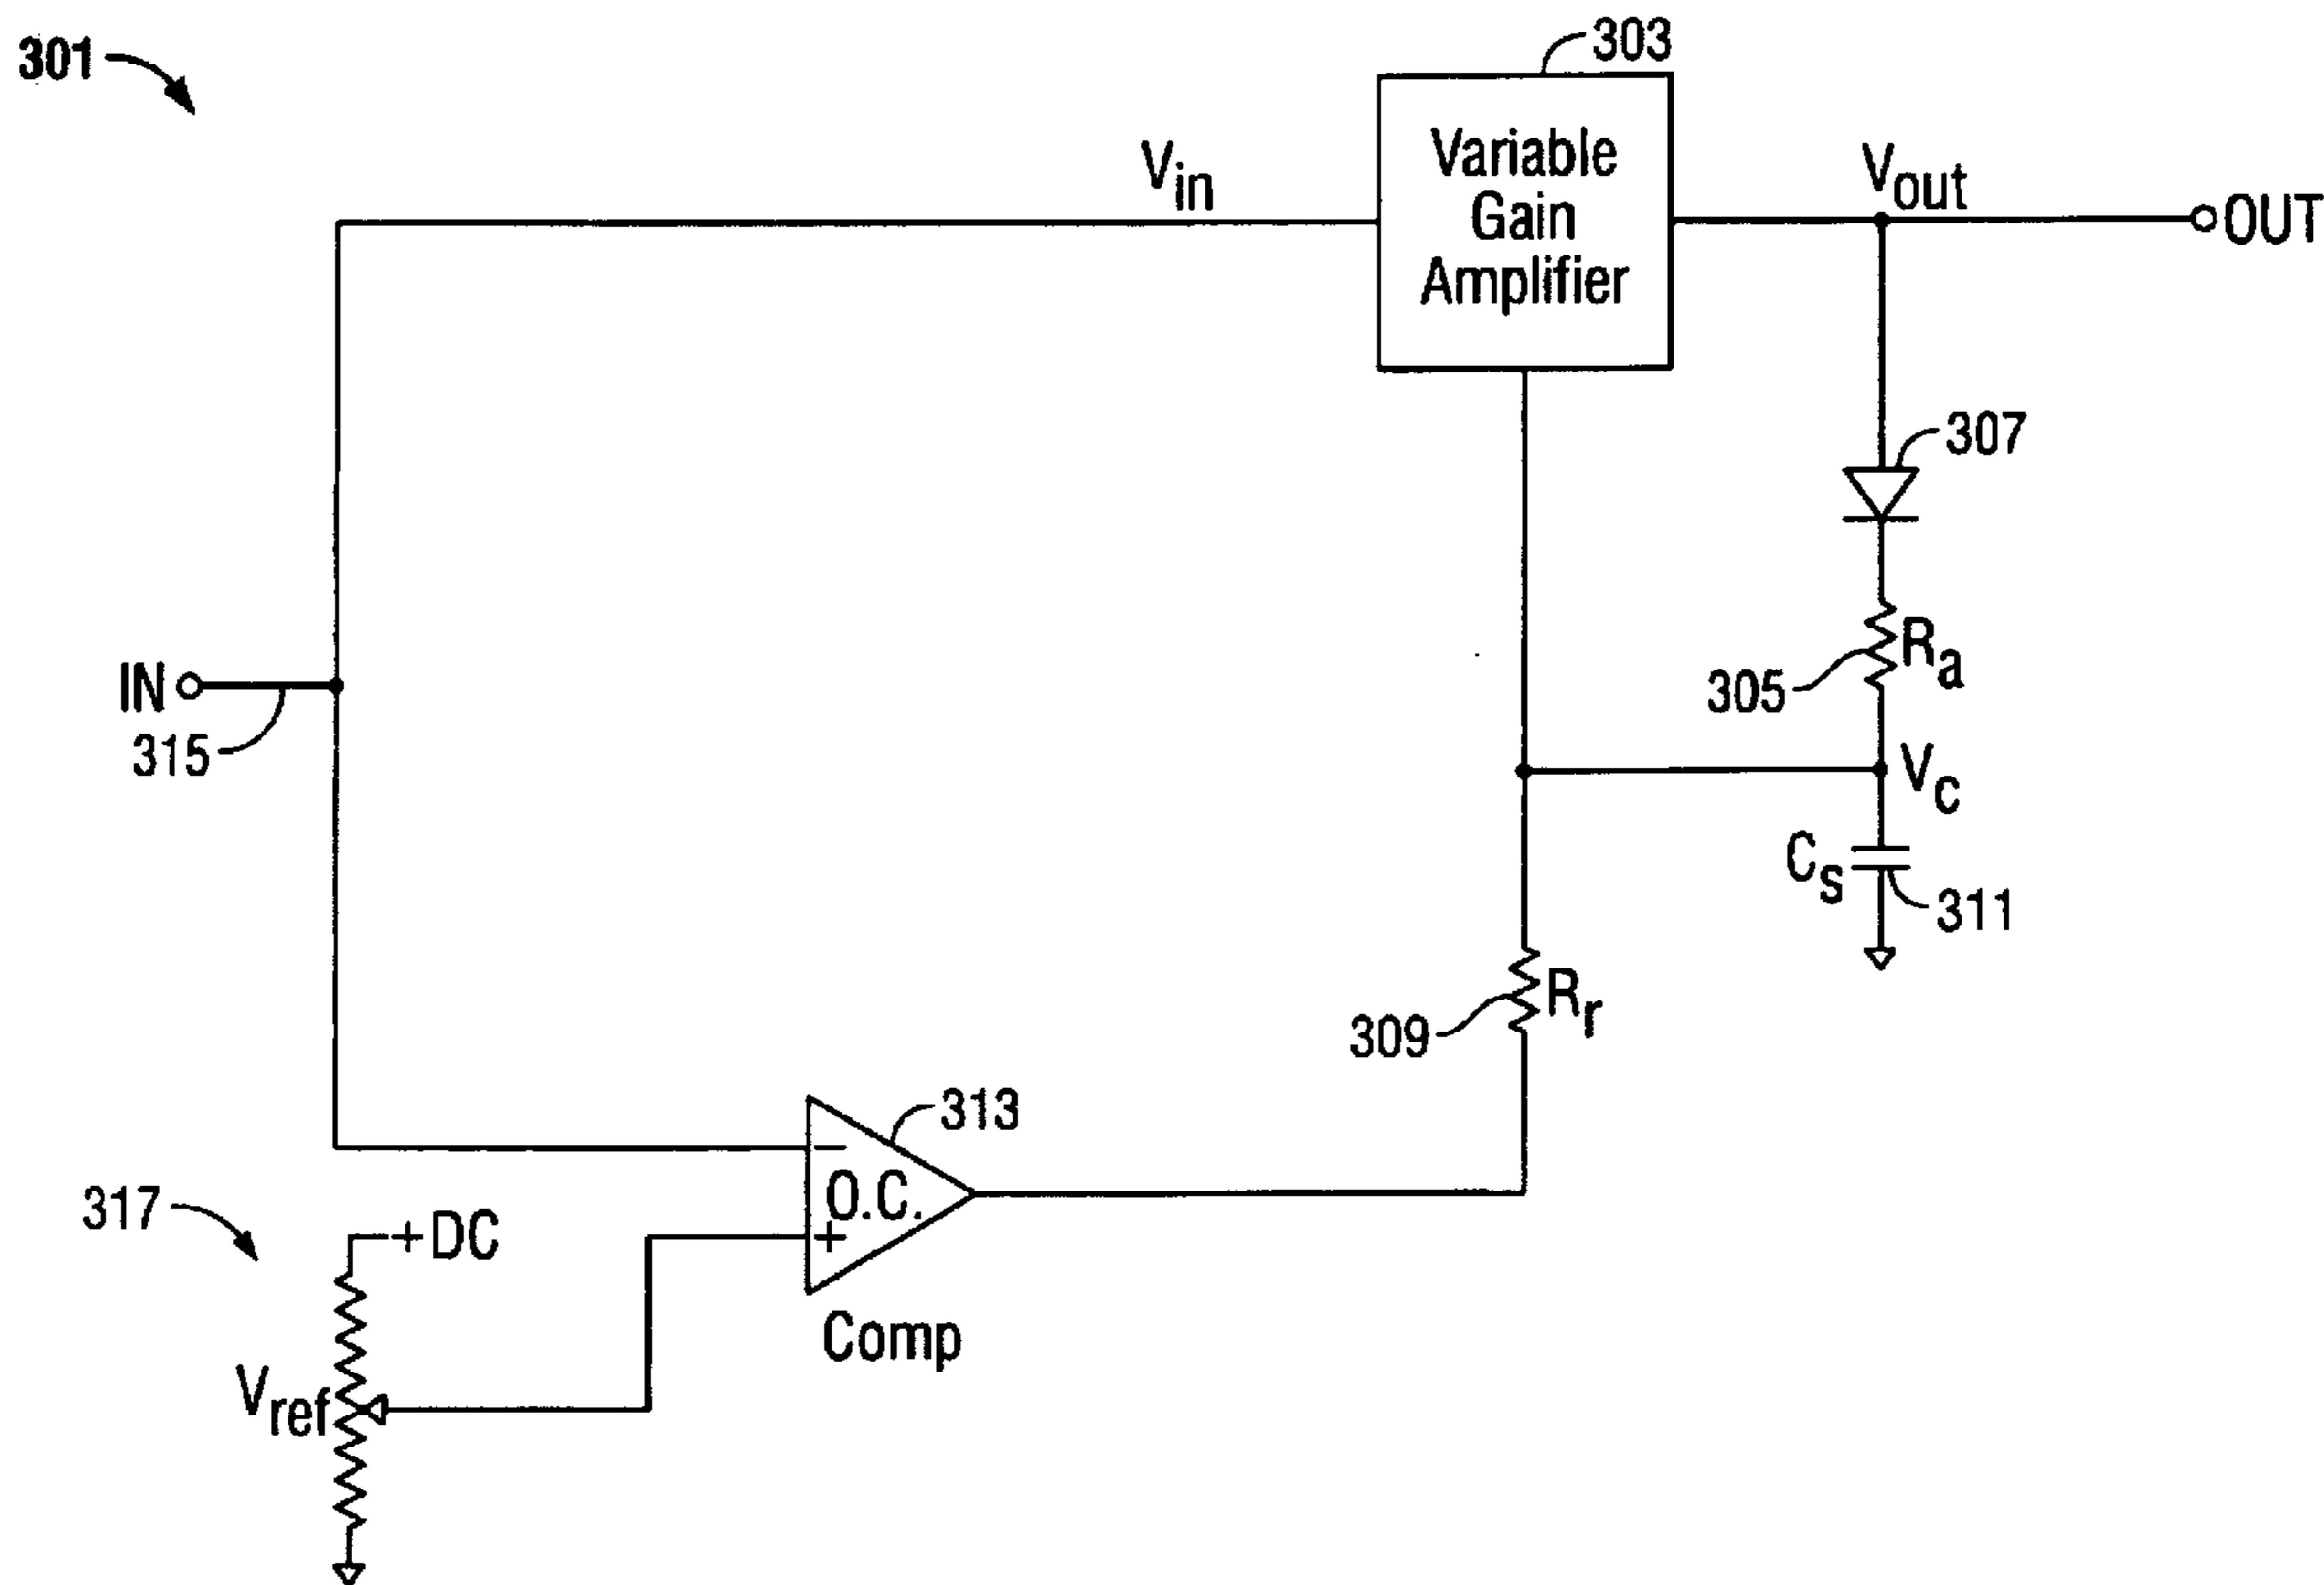 301
303
Variable
Gain
Amplifier
Vin
Vout
OUT
307
Ra
305
IN
315
Vc
Cs
311
Rr
309
313
−
O.C.
+
Comp
317
+ DC
Vref